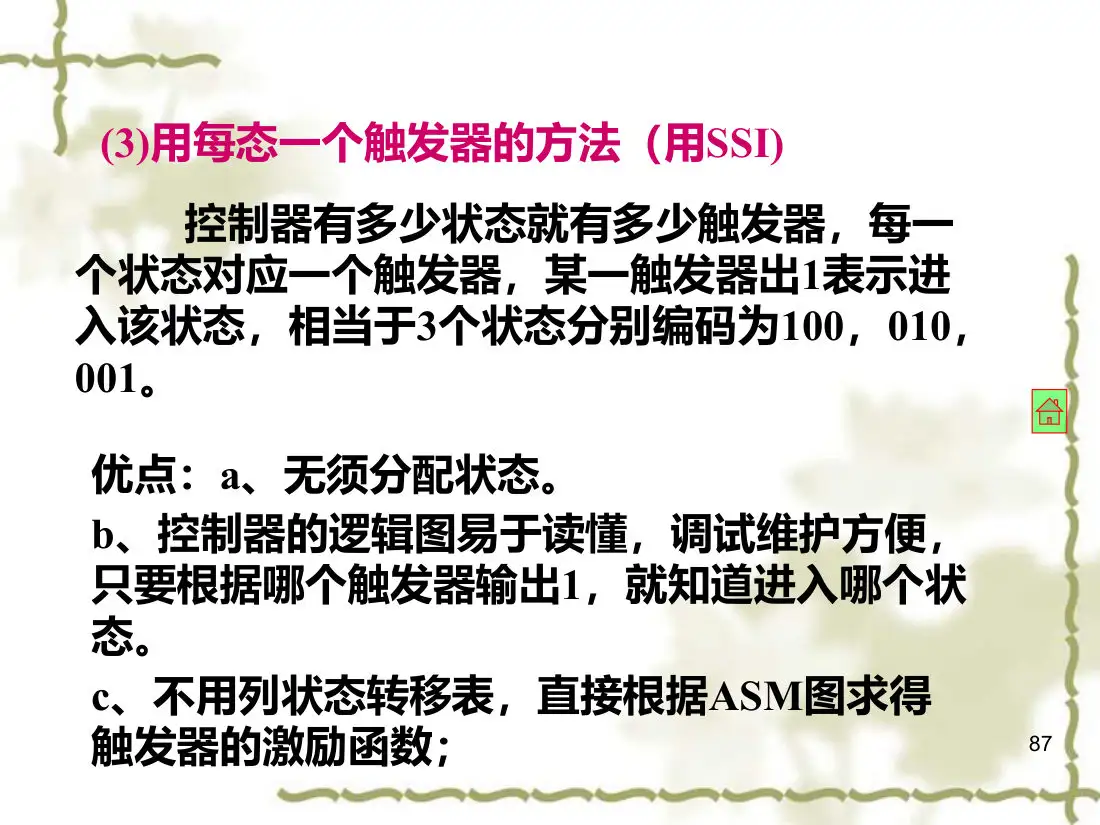 (3)用每态一个触发器的方法（用SSI)
控制器有多少状态就有多少触发器，每一
个状态对应一个触发器，某一触发器出1表示进
入该状态，相当于3个状态分别编码为100，010，
001。
优点：a、无须分配状态。
b、控制器的逻辑图易于读懂，调试维护方便，
只要根据哪个触发器输出1，就知道进入哪个状
态。
c、不用列状态转移表，直接根据ASM图求得
触发器的激励函数；
87